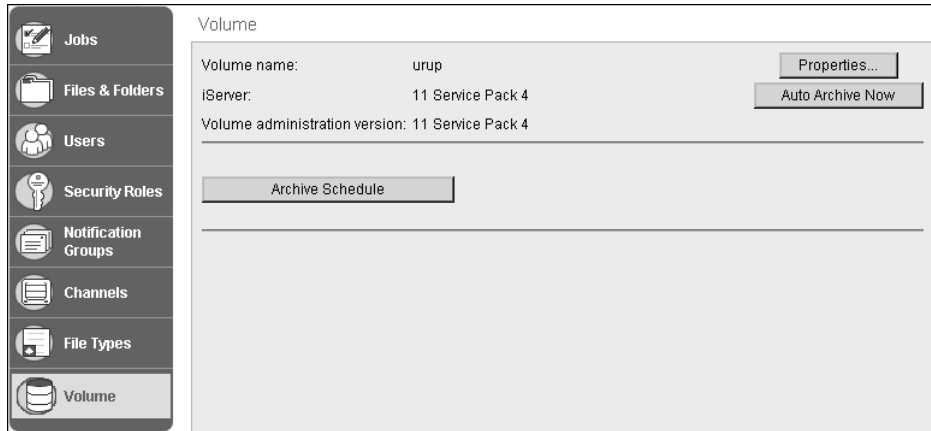 Jobs
Files & Folders
Users
Security Roles
Notification
Groups
Channels
File Types
Volume
Volume
Volume name: urup
Properties...
iServer: 11 Service Pack 4
Auto Archive Now
Volume administration version: 11 Service Pack 4
Archive Schedule